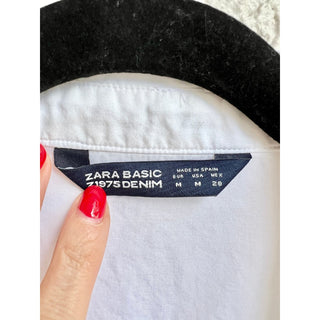 ZARA BASIC
Z1975 DENIM
MADE IN SPAIN
EUR USA MEX
M M 28